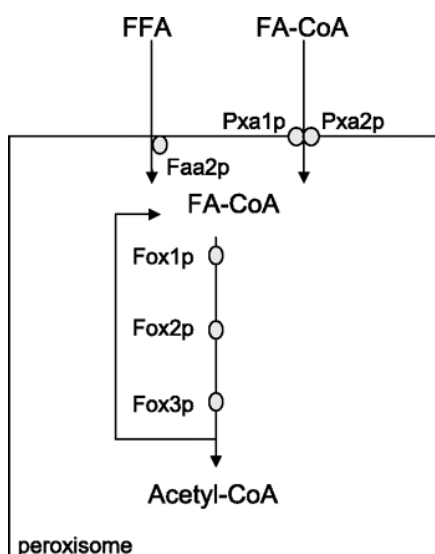 FFA FA-CoA
Pxa1p Pxa2p
Faa2p
FA-CoA
Fox1p
Fox2p
Fox3p
Acetyl-CoA
peroxisome